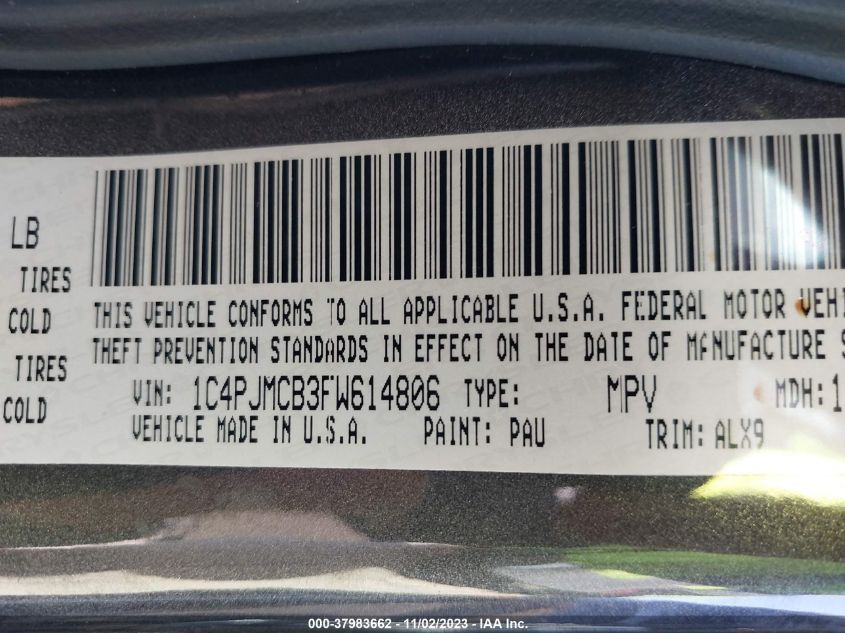 LB
TIRES
COLD
TIRES
COLD
THIS VEHICLE CONFORMS TO ALL APPLICABLE U.S.A. FEDERAL MOTOR VEHI
THEFT PREVENTION STANDARDS IN EFFECT ON THE DATE OF MANUFACTURE S
VIN: 1C4PJMCB3FW614806 TYPE: MPV MDH: 1
VEHICLE MADE IN U.S.A. PAINT: PAU TRIM: ALX9
000-37983662 - 11/02/2023 - IAA Inc.